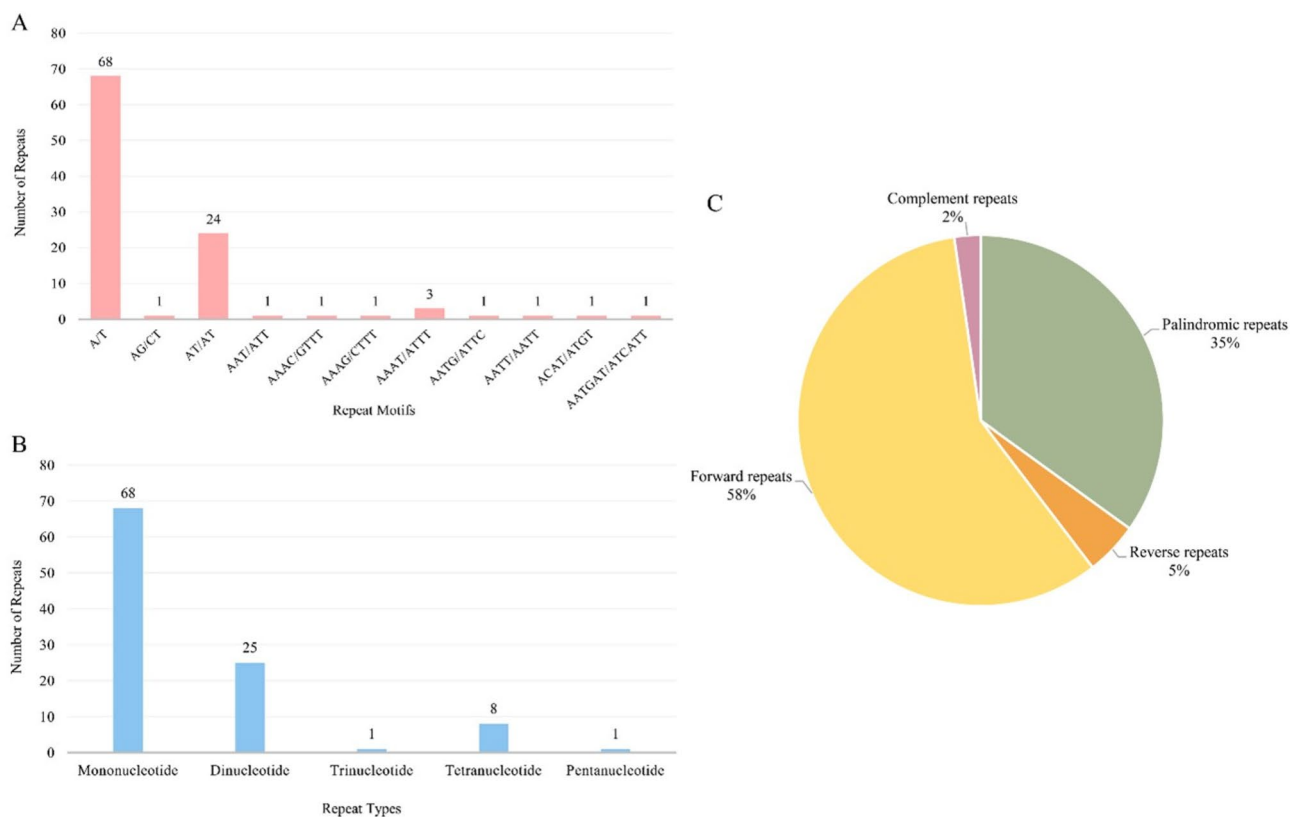 A
80
70
60
50
40
30
20
10
0
Number of Repeats
68
1
24
1
1
1
3
1
1
1
1
A/T
AG/CT
AT/AT
AAT/ATT
AAAC/GTTT
AAAG/CTTT
AAAT/ATTT
AATG/ATTC
AATT/AATT
ACAT/ATGT
AATGAT/ATCATT
Repeat Motifs
B
80
70
60
50
40
30
20
10
0
Number of Repeats
68
25
1
8
1
Mononucleotide
Dinucleotide
Trinucleotide
Tetranucleotide
Pentanucleotide
Repeat Types
C
Complement repeats
2%
Palindromic repeats
35%
Forward repeats
58%
Reverse repeats
5%